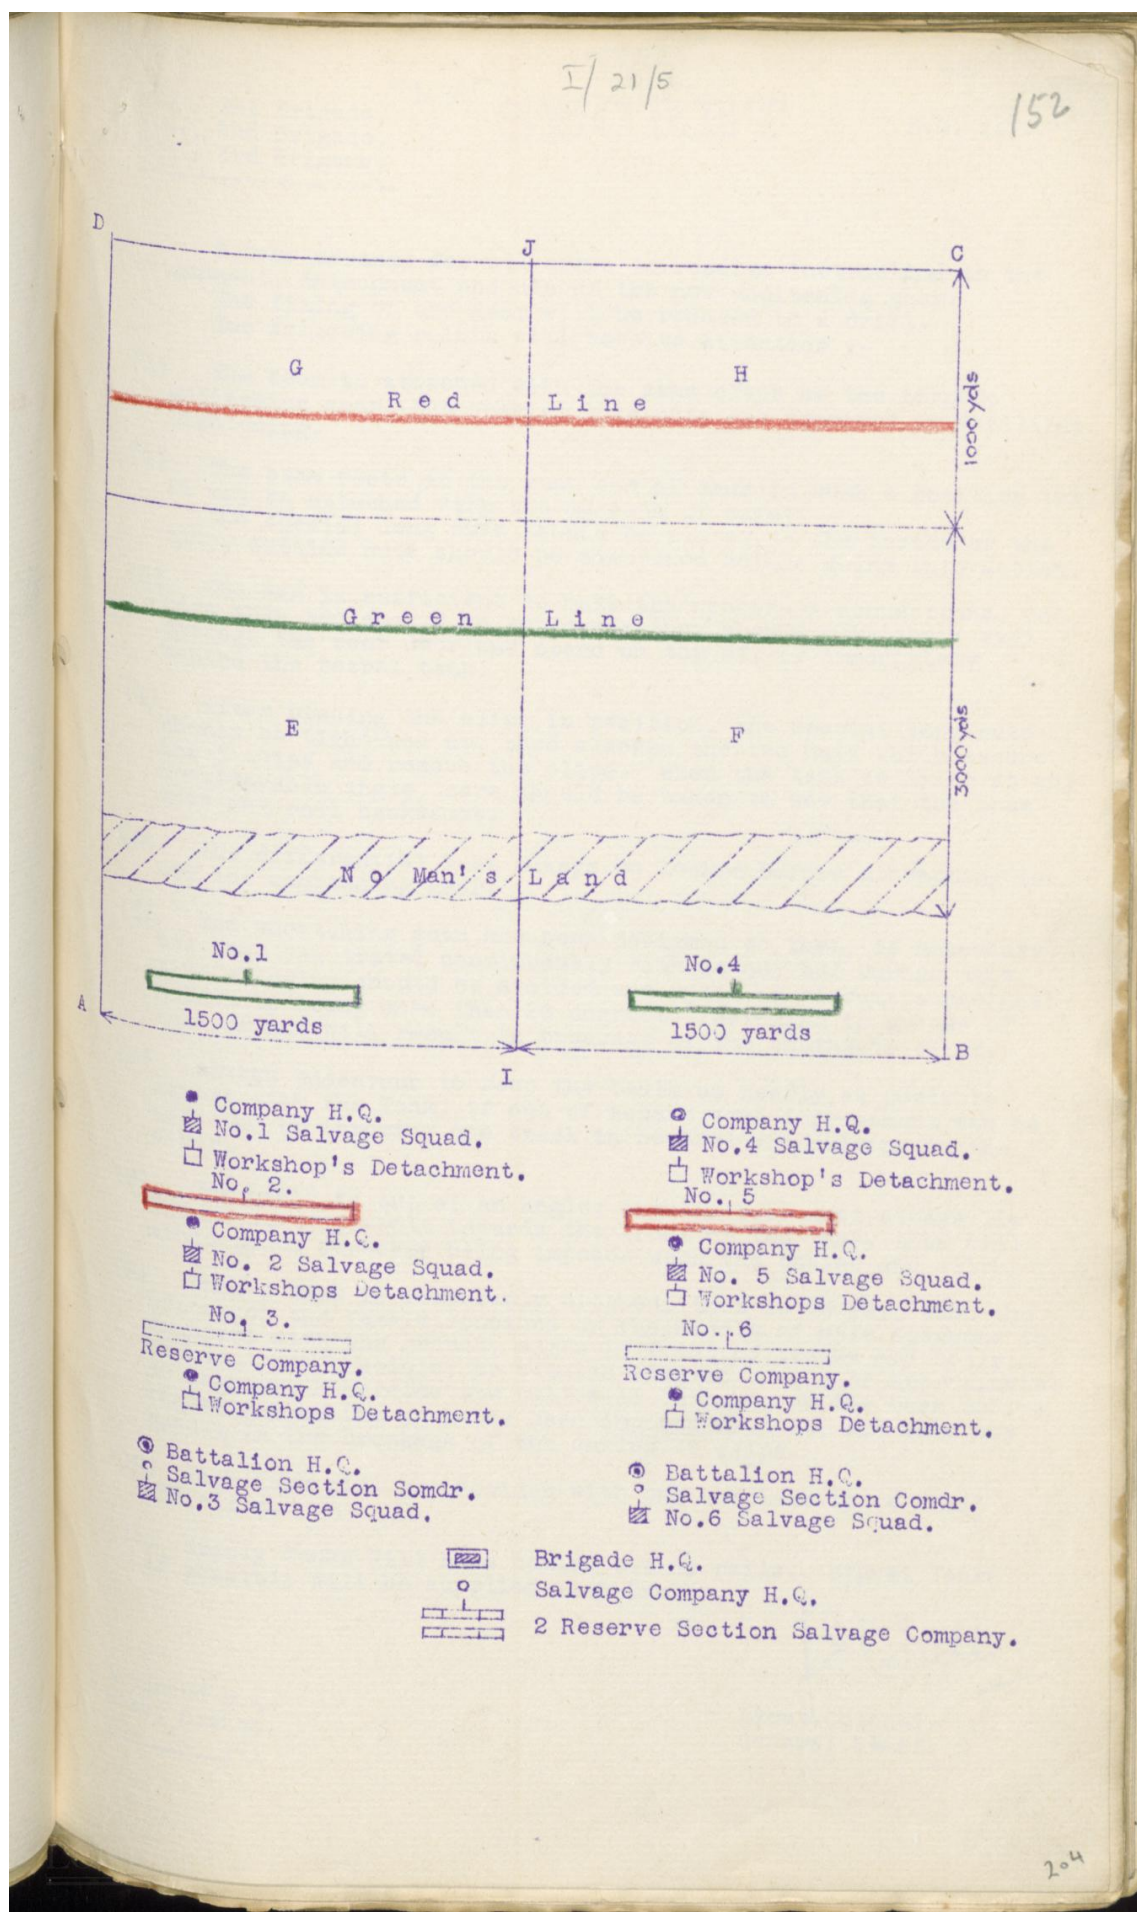 I/ 21/5
152
D
J
C
G
H
Red Line
1000 yds
Green Line
E
F
3000 yds
No Man's Land
No.1
No.4
A
1500 yards
1500 yards
B
I
Company H.Q.
No.1 Salvage Squad.
Workshop's Detachment.
No. 2.
Company H.Q.
No. 2 Salvage Squad.
Workshops Detachment.
No. 3.
Reserve Company.
Company H.Q.
Workshops Detachment.
Battalion H.Q.
Salvage Section Somdr.
No.3 Salvage Squad.
Company H.Q.
No.4 Salvage Squad.
Workshop's Detachment.
No. 5
Company H.Q.
No. 5 Salvage Squad.
Workshops Detachment.
No. 6
Reserve Company.
Company H.Q.
Workshops Detachment.
Battalion H.Q.
Salvage Section Comdr.
No.6 Salvage Squad.
Brigade H.Q.
Salvage Company H.Q.
2 Reserve Section Salvage Company.
204